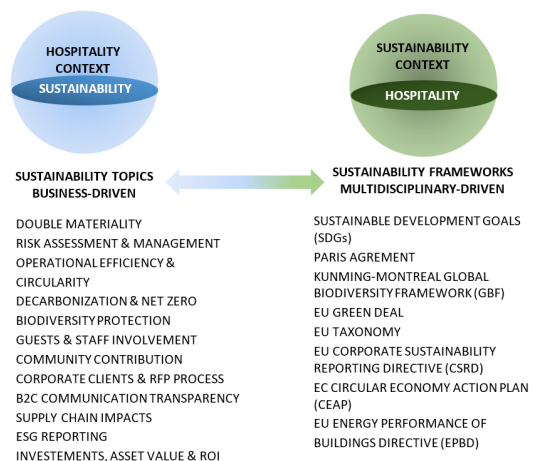 HOSPITALITY
CONTEXT
SUSTAINABILITY
SUSTAINABILITY
CONTEXT
HOSPITALITY
SUSTAINABILITY TOPICS
BUSINESS-DRIVEN
DOUBLE MATERIALITY
RISK ASSESSMENT & MANAGEMENT
OPERATIONAL EFFICIENCY &
CIRCULARITY
DECARBONIZATION & NET ZERO
BIODIVERSITY PROTECTION
GUESTS & STAFF INVOLVEMENT
COMMUNITY CONTRIBUTION
CORPORATE CLIENTS & RFP PROCESS
B2C COMMUNICATION TRANSPARENCY
SUPPLY CHAIN IMPACTS
ESG REPORTING
INVESTEMENTS, ASSET VALUE & ROI
SUSTAINABILITY FRAMEWORKS
MULTIDISCIPLINARY-DRIVEN
SUSTAINABLE DEVELOPMENT GOALS
(SDGs)
PARIS AGREMENT
KUNMING-MONTREAL GLOBAL
BIODIVERSITY FRAMEWORK (GBF)
EU GREEN DEAL
EU TAXONOMY
EU CORPORATE SUSTAINABILITY
REPORTING DIRECTIVE (CSRD)
EC CIRCULAR ECONOMY ACTION PLAN
(CEAP)
EU ENERGY PERFORMANCE OF
BUILDINGS DIRECTIVE (EPBD)